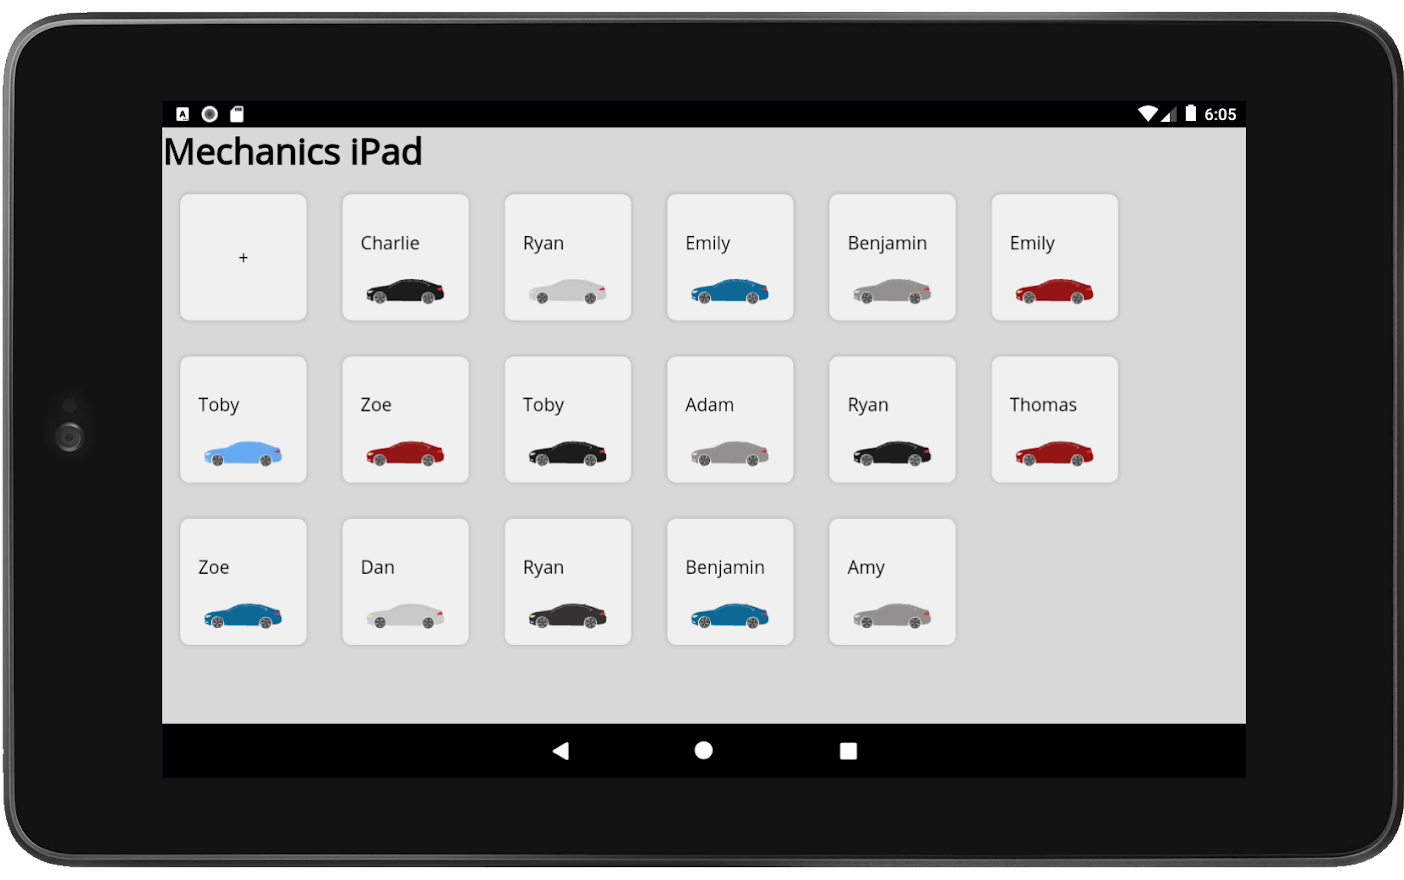 6:05
Mechanics iPad
+
Charlie
Ryan
Emily
Benjamin
Emily
Toby
Zoe
Toby
Adam
Ryan
Thomas
Zoe
Dan
Ryan
Benjamin
Amy